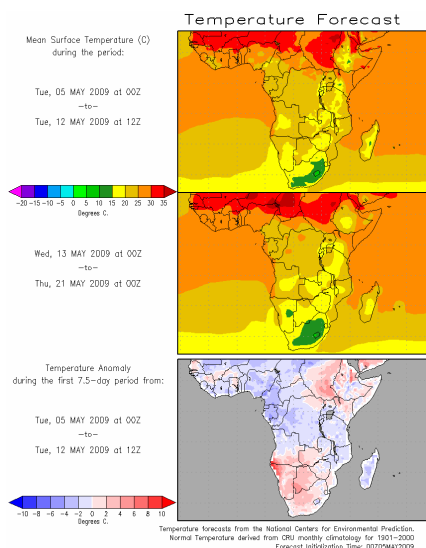 Temperature Forecast
Mean Surface Temperature (C)
during the period:
Tue, 05 MAY 2009 at 00Z
—to—
Tue, 12 MAY 2009 at 12Z
-20 -15 -10 -5 0 5 10 15 20 25 30 35
Degrees C.
Wed, 13 MAY 2009 at 00Z
—to—
Thu, 21 MAY 2009 at 00Z
Temperature Anomaly
during the first 7.5-day period from:
Tue, 05 MAY 2009 at 00Z
—to—
Tue, 12 MAY 2009 at 12Z
-10 -8 -6 -4 -2 0 2 4 6 8 10
Degrees C.
Temperature forecasts from the National Centers for Environmental Prediction.
Normal Temperature derived from CRU monthly climatology for 1901-2000
Forecast Initialization Time: 00Z05MAY2009